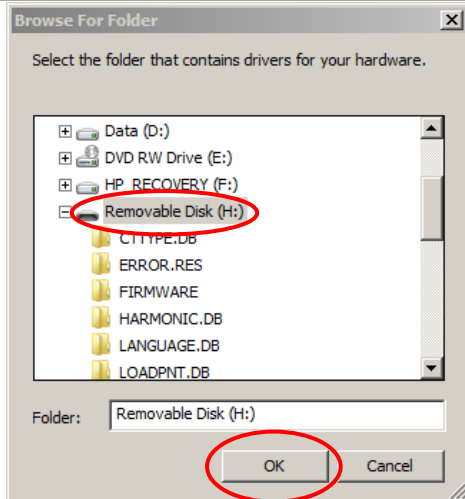 Browse For Folder
Select the folder that contains drivers for your hardware.
Data (D:)
DVD RW Drive (E:)
HP_RECOVERY (F:)
Removable Disk (H:)
CTTYPE.DB
ERROR.RES
FIRMWARE
HARMONIC.DB
LANGUAGE.DB
LOADPNT.DB
Folder: Removable Disk (H:)
OK Cancel